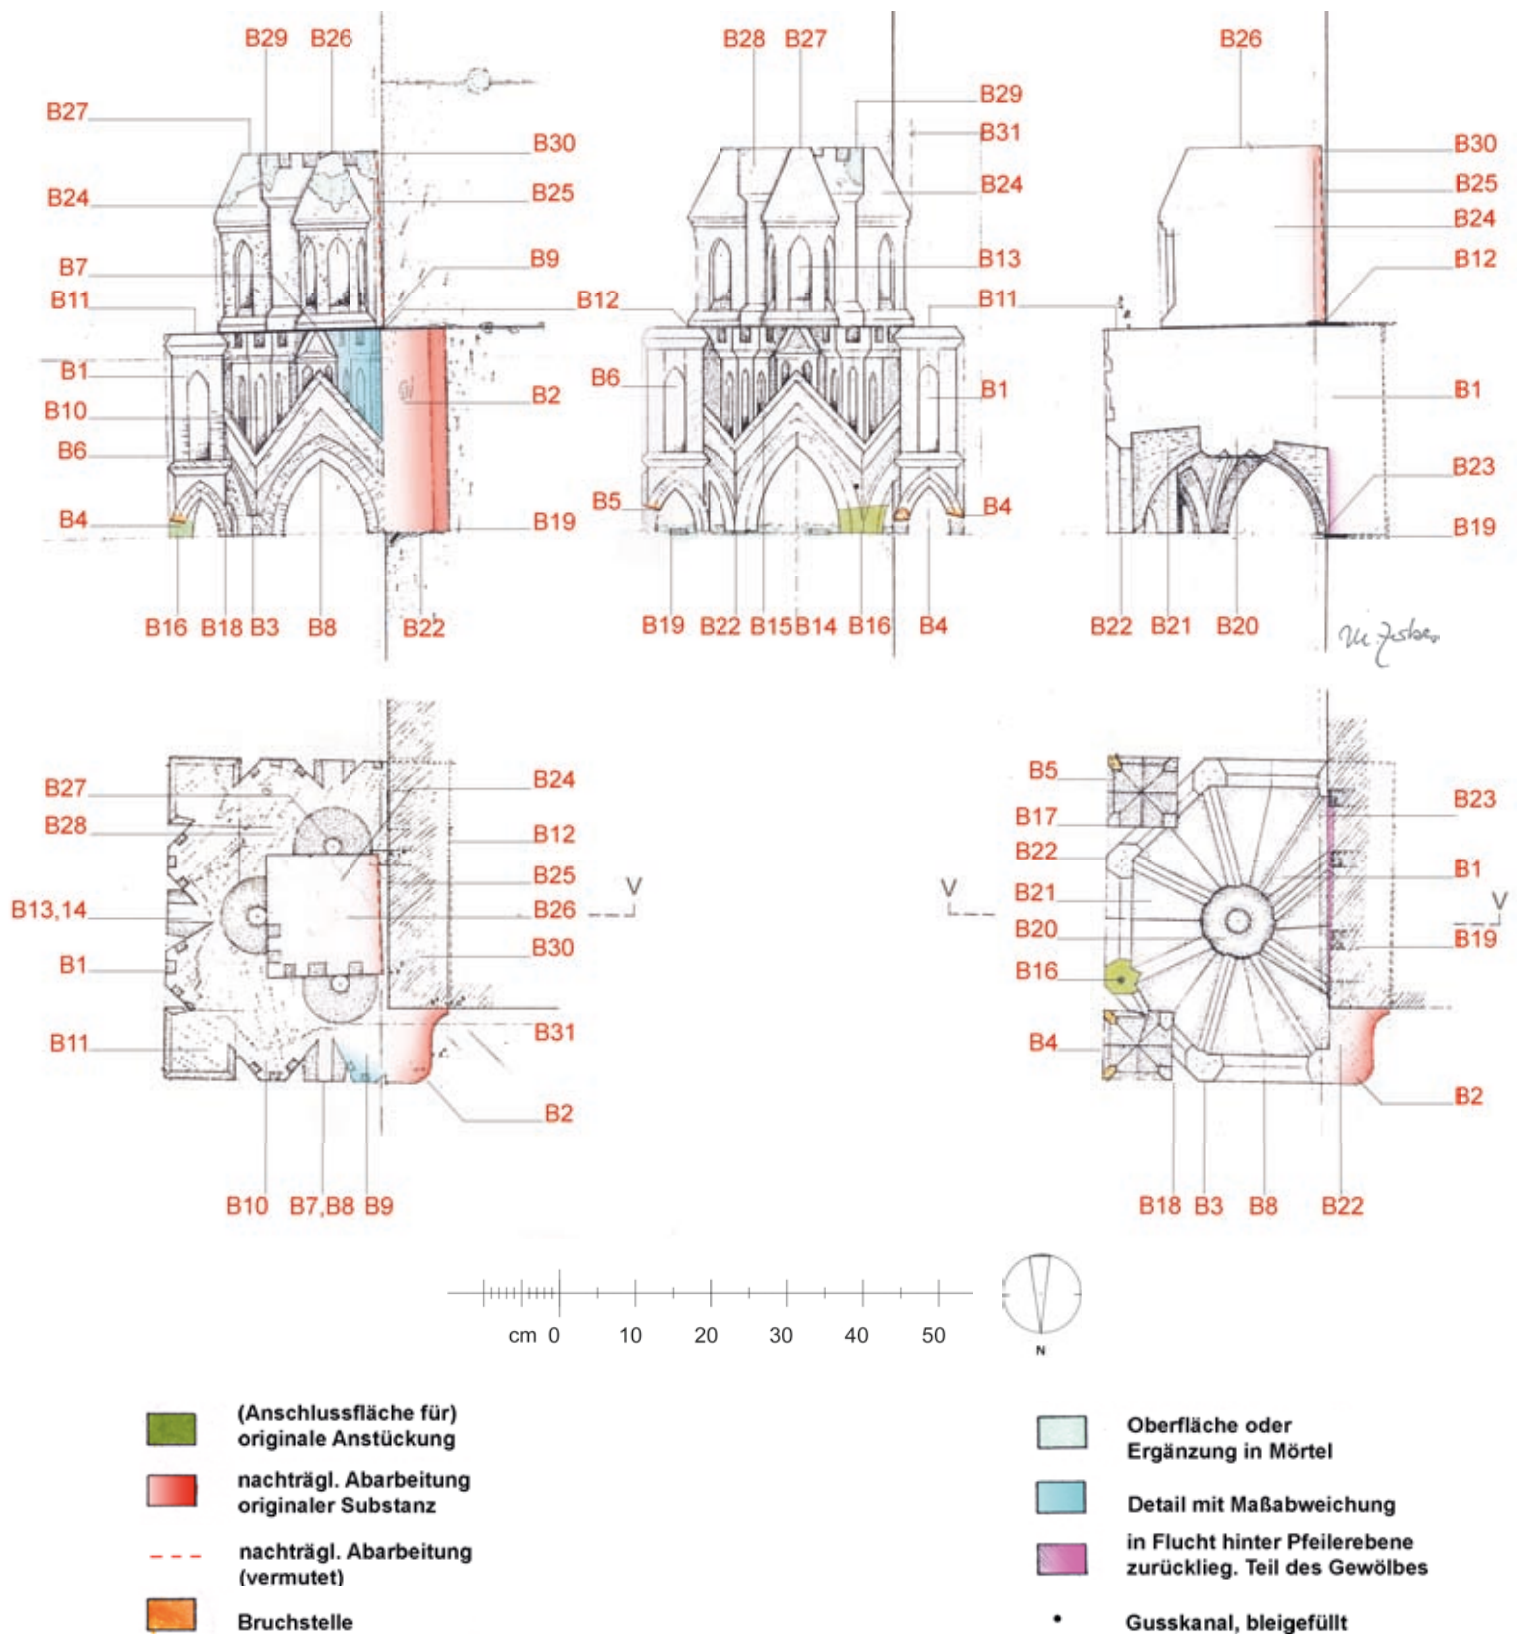 B29 B26
B27
B30
B24
B25
B7
B9
B11
B12
B1
B2
B10
B6
B4
B19
B16 B18 B3 B8 B22
B28 B27
B29
B31
B24
B13
B11
B6
B1
B5
B4
B19 B22 B15 B14 B16 B4
B26
B30
B25
B24
B12
B1
B23
B19
B22 B21 B20
B27
B24
B28
B12
B25
B13,14
B26
V
B30
B1
B31
B11
B2
B10 B7,B8 B9
B5
B23
B17
B22
B1
V
B21
V
B20
B19
B16
B4
B2
B18 B3 B8 B22
cm 0 10 20 30 40 50
N
(Anschlussfläche für)
originale Anstückung
nachträgl. Abarbeitung
originaler Substanz
nachträgl. Abarbeitung
(vermutet)
Bruchstelle
Oberfläche oder
Ergänzung in Mörtel
Detail mit Maßabweichung
in Flucht hinter Pfeilerebene
zurücklieg. Teil des Gewölbes
Gusskanal, bleigefüllt